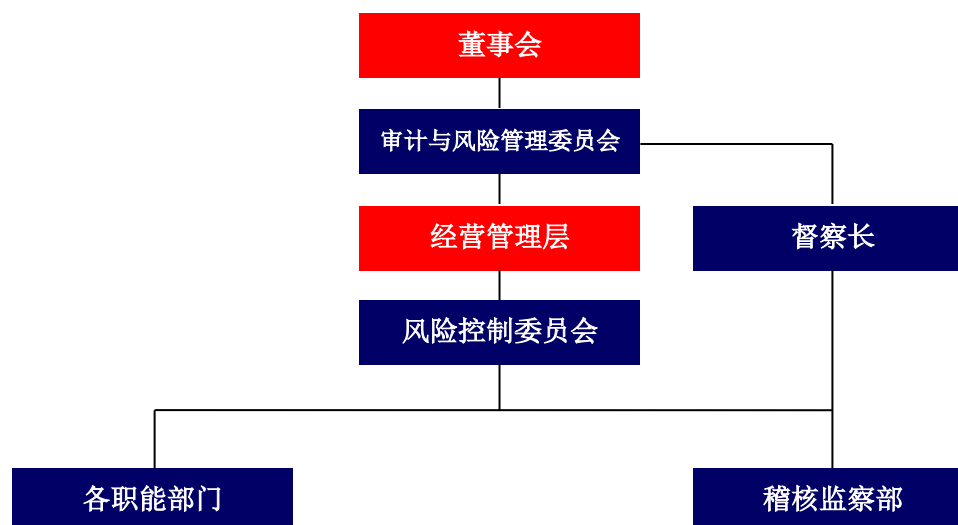 董事会
审计与风险管理委员会
经营管理层
督察长
风险控制委员会
各职能部门
稽核监察部